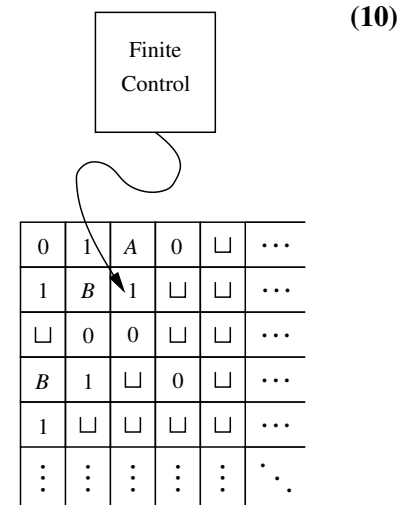 (10)
Finite
Control
0 1 A 0 ⊔ ⋯
1 B 1 ⊔ ⊔ ⋯
⊔ 0 0 ⊔ ⊔ ⋯
B 1 ⊔ 0 ⊔ ⋯
1 ⊔ ⊔ ⊔ ⊔ ⋯
⋮ ⋮ ⋮ ⋮ ⋮ ⋱